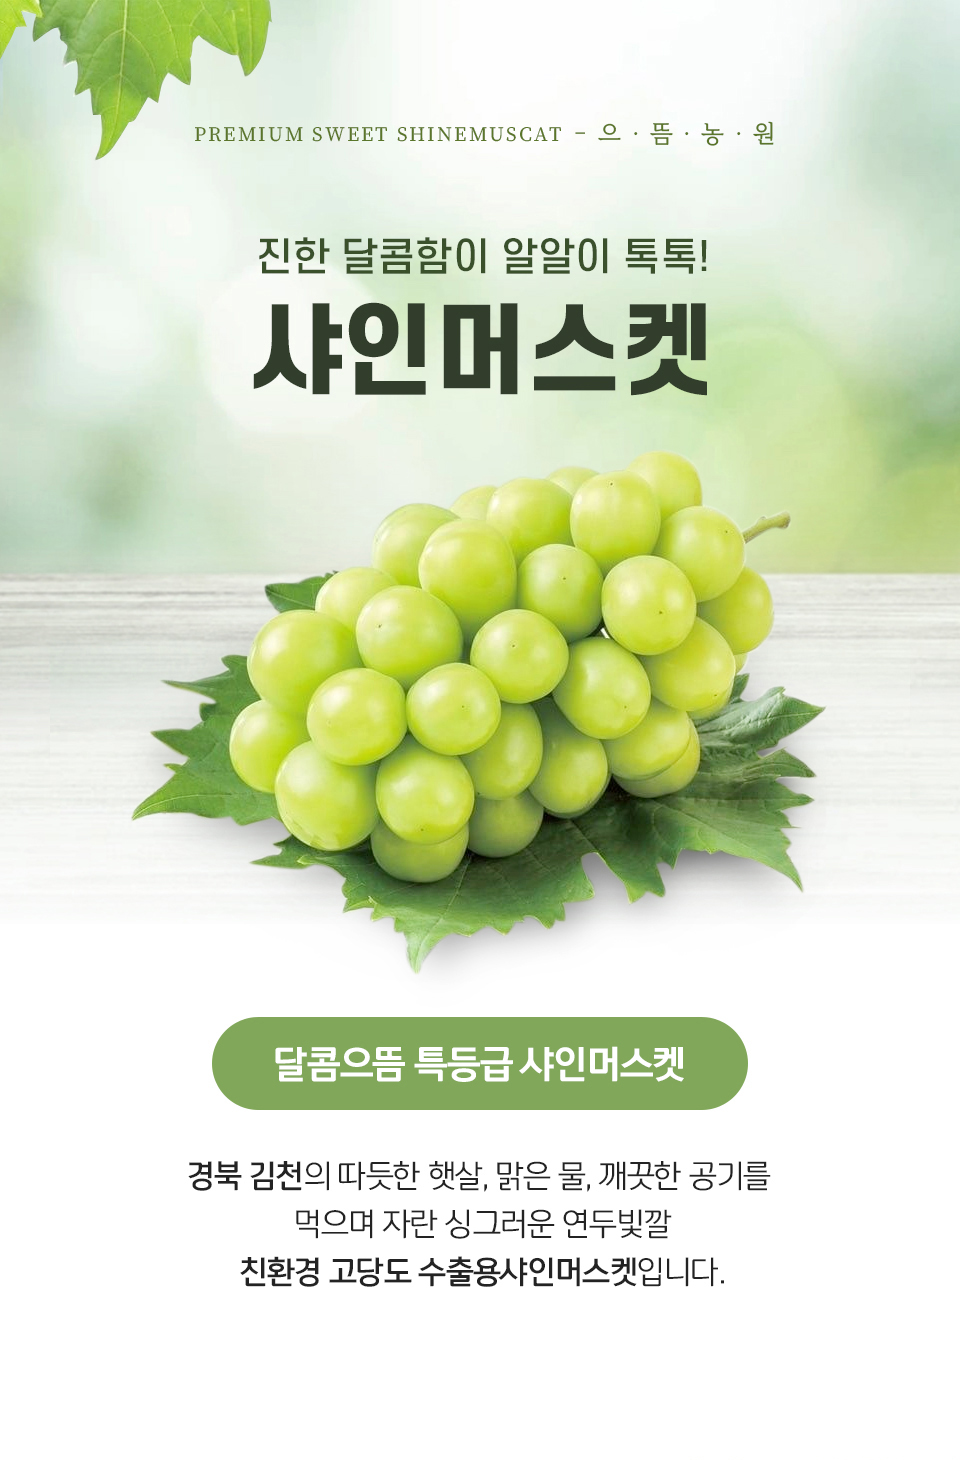 PREMIUM SWEET SHINEMUSCAT - 으·뜸·농·원
진한 달콤함이 알알이 톡톡!
샤인머스켓
달콤으뜸 특등급 샤인머스켓
경북 김천의 따듯한 햇살, 맑은 물, 깨끗한 공기를
먹으며 자란 싱그러운 연두빛깔
친환경 고당도 수출용샤인머스켓입니다.